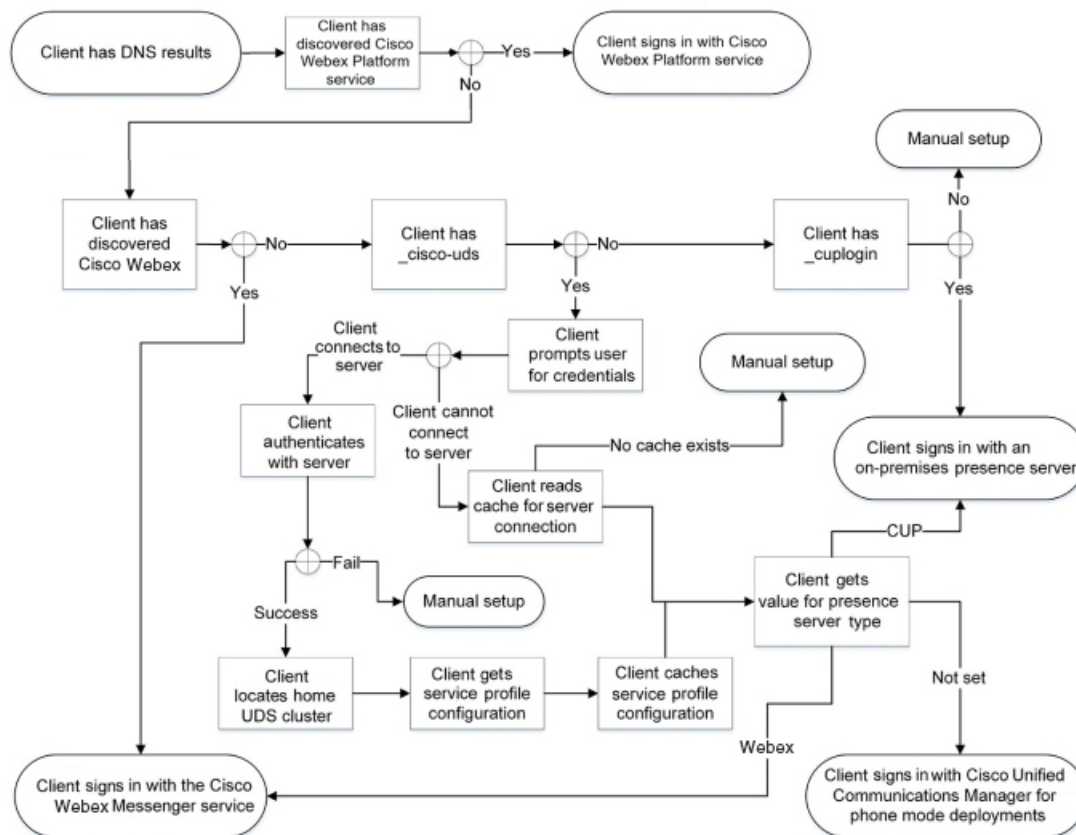 Client has DNS results
Client has
discovered Cisco
Webex Platform
service
Yes
Client signs in with Cisco
Webex Platform service
No
Manual setup
No
Client has
discovered
Cisco Webex
No
Client has
_cisco-uds
No
Client has
_cuplogin
Yes
Yes
Yes
Client
connects to
server
Client
prompts user
for credentials
Manual setup
Client
authenticates
with server
Client cannot
connect
to server
No cache exists
Client signs in with an
on-premises presence server
Client reads
cache for server
connection
CUP
Fail
Manual setup
Client gets
value for presence
server type
Success
Client
locates home
UDS cluster
Client gets
service profile
configuration
Client caches
service profile
configuration
Not set
Webex
Client signs in with the Cisco
Webex Messenger service
Client signs in with Cisco Unified
Communications Manager for
phone mode deployments